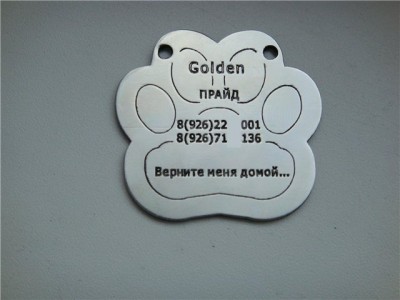 Golden
ПРАЙД
8(926)22 001
8(926)71 136
Верните меня домой...